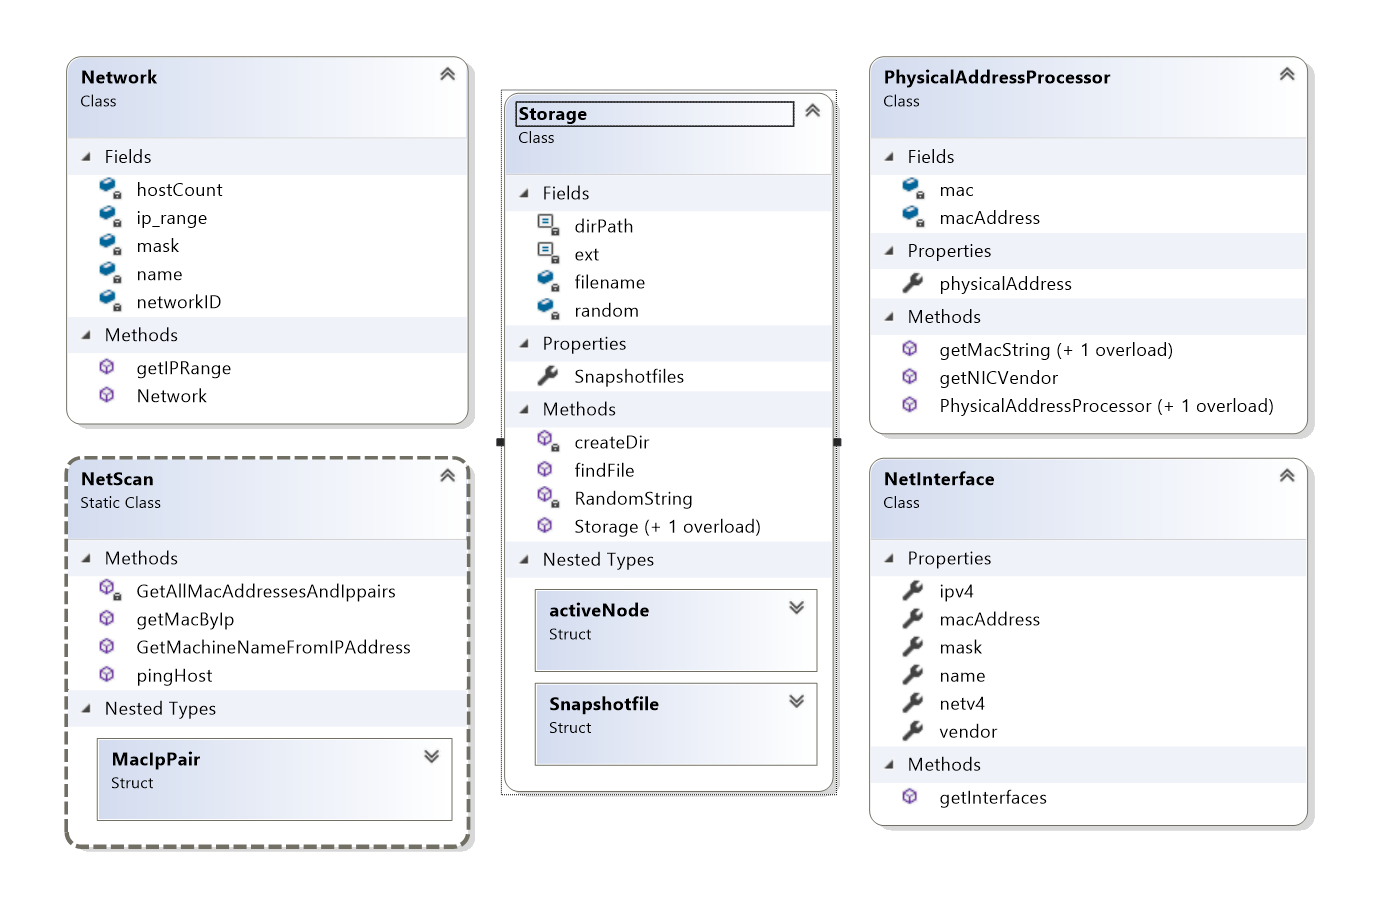 Network
Class
Fields
hostCount
ip_range
mask
name
networkID
Methods
getIPRange
Network
NetScan
Static Class
Methods
GetAllMacAddressesAndIppairs
getMacByIp
GetMachineNameFromIPAddress
pingHost
Nested Types
MacIpPair
Struct
Storage
Class
Fields
dirPath
ext
filename
random
Properties
Snapshotfiles
Methods
createDir
findFile
RandomString
Storage (+ 1 overload)
Nested Types
activeNode
Struct
Snapshotfile
Struct
PhysicalAddressProcessor
Class
Fields
mac
macAddress
Properties
physicalAddress
Methods
getMacString (+ 1 overload)
getNICVendor
PhysicalAddressProcessor (+ 1 overload)
NetInterface
Class
Properties
ipv4
macAddress
mask
name
netv4
vendor
Methods
getInterfaces